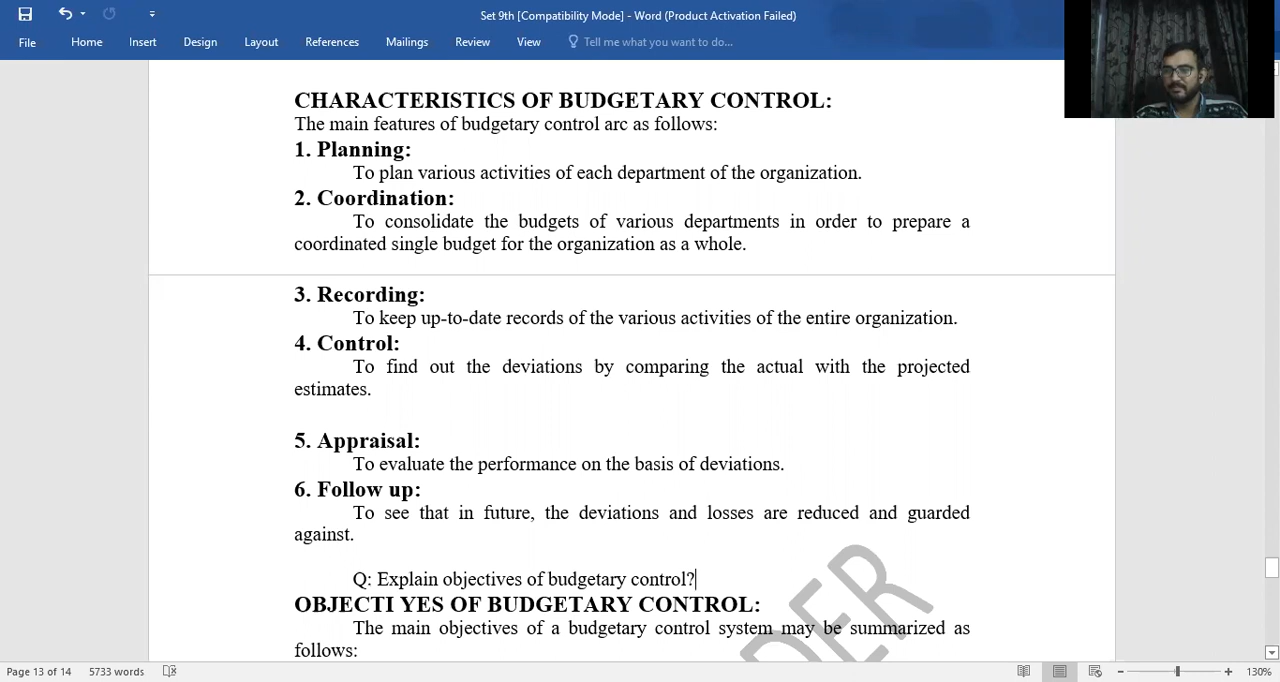 Set 9th [Compatibility Mode] - Word (Product Activation Failed)
File Home Insert Design Layout References Mailings Review View Tell me what you want to do...
CHARACTERISTICS OF BUDGETARY CONTROL:
The main features of budgetary control arc as follows:
1. Planning:
To plan various activities of each department of the organization.
2. Coordination:
To consolidate the budgets of various departments in order to prepare a
coordinated single budget for the organization as a whole.
3. Recording:
To keep up-to-date records of the various activities of the entire organization.
4. Control:
To find out the deviations by comparing the actual with the projected
estimates.
5. Appraisal:
To evaluate the performance on the basis of deviations.
6. Follow up:
To see that in future, the deviations and losses are reduced and guarded
against.
Q: Explain objectives of budgetary control?
OBJECTI YES OF BUDGETARY CONTROL:
The main objectives of a budgetary control system may be summarized as
follows:
Page 13 of 14 5733 words 130%